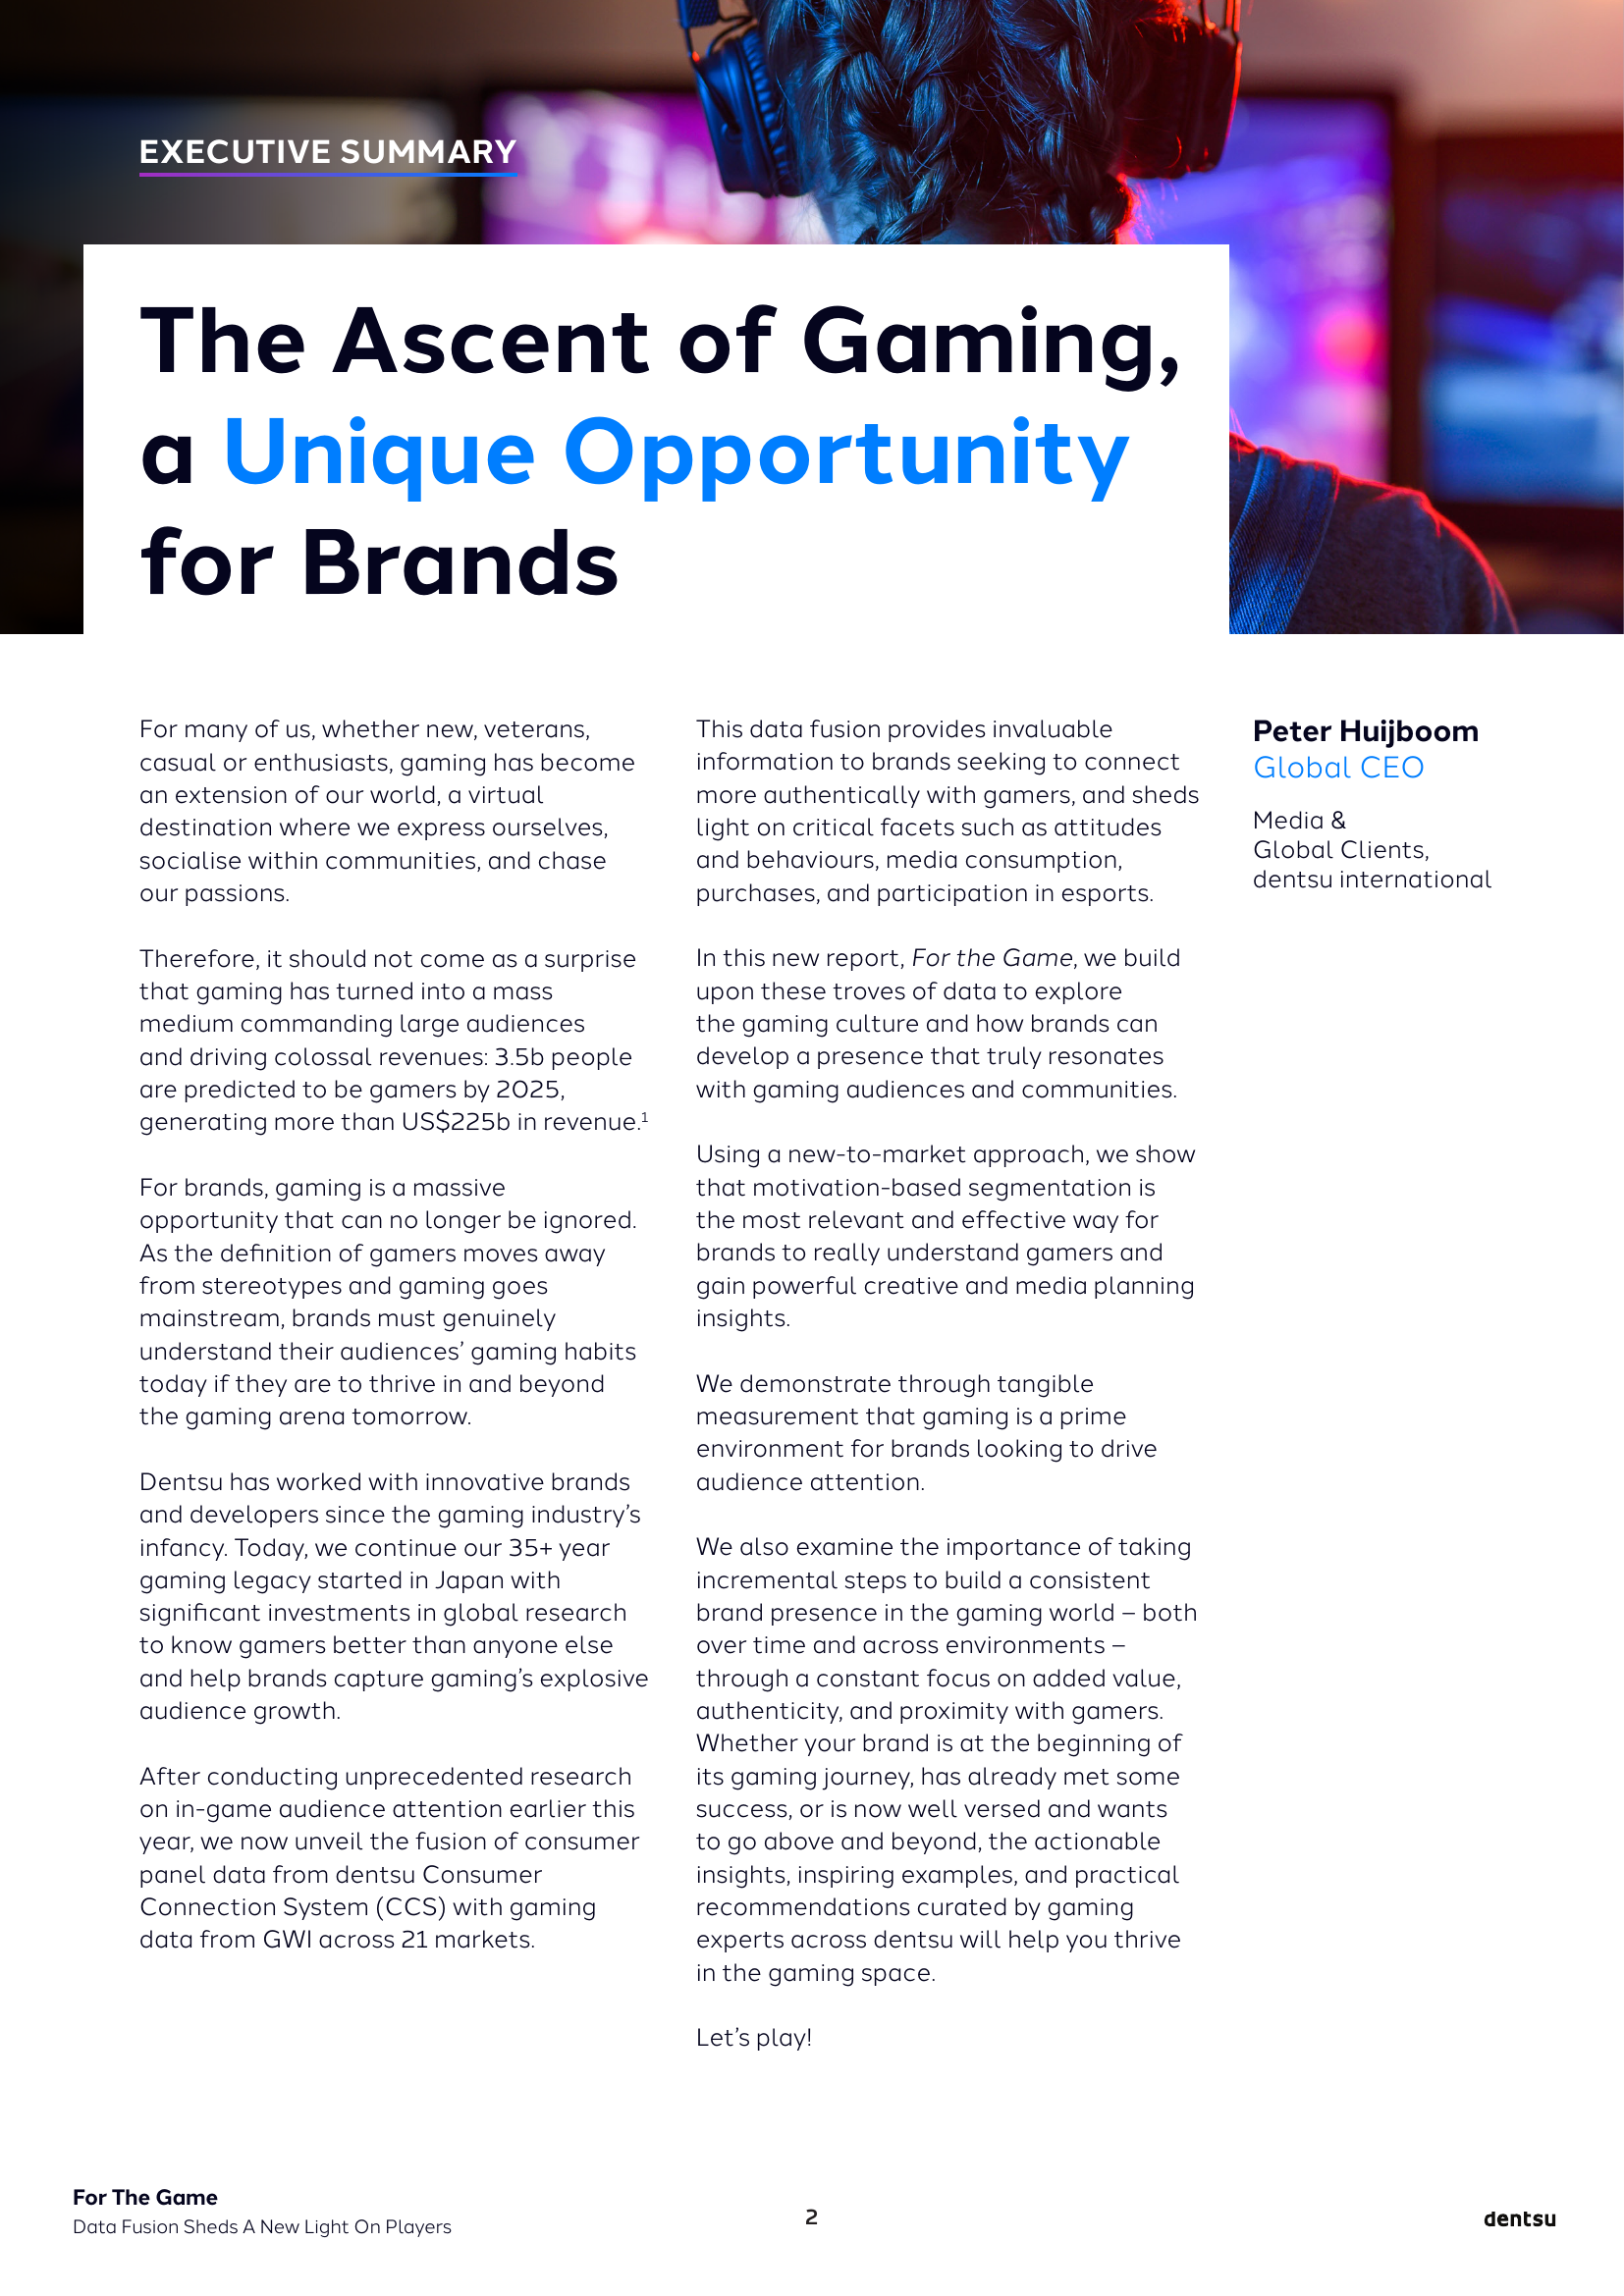 EXECUTIVE SUMMARY
The Ascent of Gaming,
a Unique Opportunity
for Brands
For many of us, whether new, veterans,
casual or enthusiasts, gaming has become
an extension of our world, a virtual
destination where we express ourselves,
socialise within communities, and chase
our passions.
Therefore, it should not come as a surprise
that gaming has turned into a mass
medium commanding large audiences
and driving colossal revenues: 3.5b people
are predicted to be gamers by 2025,
generating more than US$225b in revenue.¹
For brands, gaming is a massive
opportunity that can no longer be ignored.
As the definition of gamers moves away
from stereotypes and gaming goes
mainstream, brands must genuinely
understand their audiences’ gaming habits
today if they are to thrive in and beyond
the gaming arena tomorrow.
Dentsu has worked with innovative brands
and developers since the gaming industry’s
infancy. Today, we continue our 35+ year
gaming legacy started in Japan with
significant investments in global research
to know gamers better than anyone else
and help brands capture gaming’s explosive
audience growth.
After conducting unprecedented research
on in-game audience attention earlier this
year, we now unveil the fusion of consumer
panel data from dentsu Consumer
Connection System (CCS) with gaming
data from GWI across 21 markets.
This data fusion provides invaluable
information to brands seeking to connect
more authentically with gamers, and sheds
light on critical facets such as attitudes
and behaviours, media consumption,
purchases, and participation in esports.
In this new report, For the Game, we build
upon these troves of data to explore
the gaming culture and how brands can
develop a presence that truly resonates
with gaming audiences and communities.
Using a new-to-market approach, we show
that motivation-based segmentation is
the most relevant and effective way for
brands to really understand gamers and
gain powerful creative and media planning
insights.
We demonstrate through tangible
measurement that gaming is a prime
environment for brands looking to drive
audience attention.
We also examine the importance of taking
incremental steps to build a consistent
brand presence in the gaming world – both
over time and across environments –
through a constant focus on added value,
authenticity, and proximity with gamers.
Whether your brand is at the beginning of
its gaming journey, has already met some
success, or is now well versed and wants
to go above and beyond, the actionable
insights, inspiring examples, and practical
recommendations curated by gaming
experts across dentsu will help you thrive
in the gaming space.
Let’s play!
Peter Huijboom
Global CEO
Media &
Global Clients,
dentsu international
For The Game
Data Fusion Sheds A New Light On Players
2
dentsu